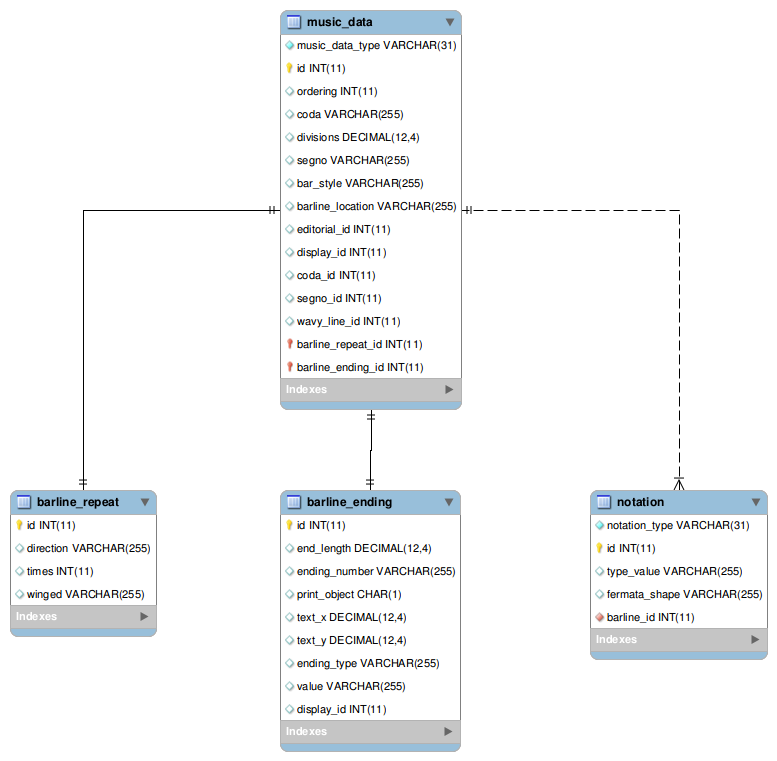 music_data
music_data_type VARCHAR(31)
id INT(11)
ordering INT(11)
coda VARCHAR(255)
divisions DECIMAL(12,4)
segno VARCHAR(255)
bar_style VARCHAR(255)
barline_location VARCHAR(255)
editorial_id INT(11)
display_id INT(11)
coda_id INT(11)
segno_id INT(11)
wavy_line_id INT(11)
barline_repeat_id INT(11)
barline_ending_id INT(11)
Indexes
barline_repeat
id INT(11)
direction VARCHAR(255)
times INT(11)
winged VARCHAR(255)
Indexes
barline_ending
id INT(11)
end_length DECIMAL(12,4)
ending_number VARCHAR(255)
print_object CHAR(1)
text_x DECIMAL(12,4)
text_y DECIMAL(12,4)
ending_type VARCHAR(255)
value VARCHAR(255)
display_id INT(11)
Indexes
notation
notation_type VARCHAR(31)
id INT(11)
type_value VARCHAR(255)
fermata_shape VARCHAR(255)
barline_id INT(11)
Indexes